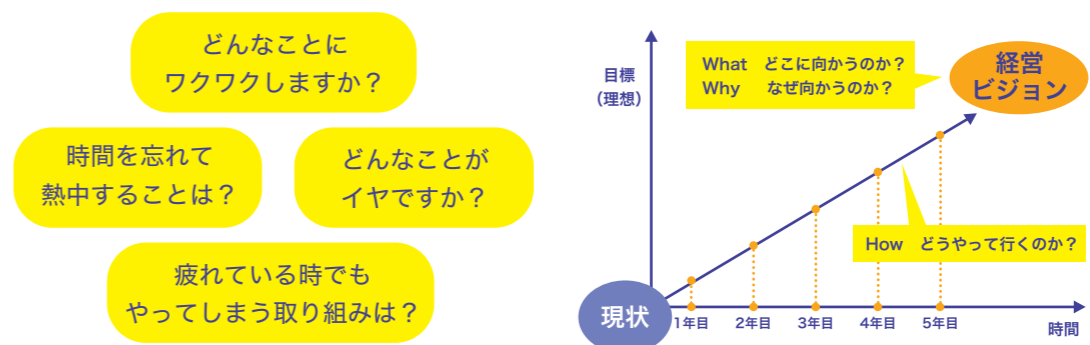 どんなことに
ワクワクしますか？
時間を忘れて
熱中することは？
どんなことが
イヤですか？
疲れている時でも
やってしまう取り組みは？
目標
（理想）
What どこに向かうのか？
Why なぜ向かうのか？
経営
ビジョン
How どうやって行くのか？
現状
1年目
2年目
3年目
4年目
5年目
時間